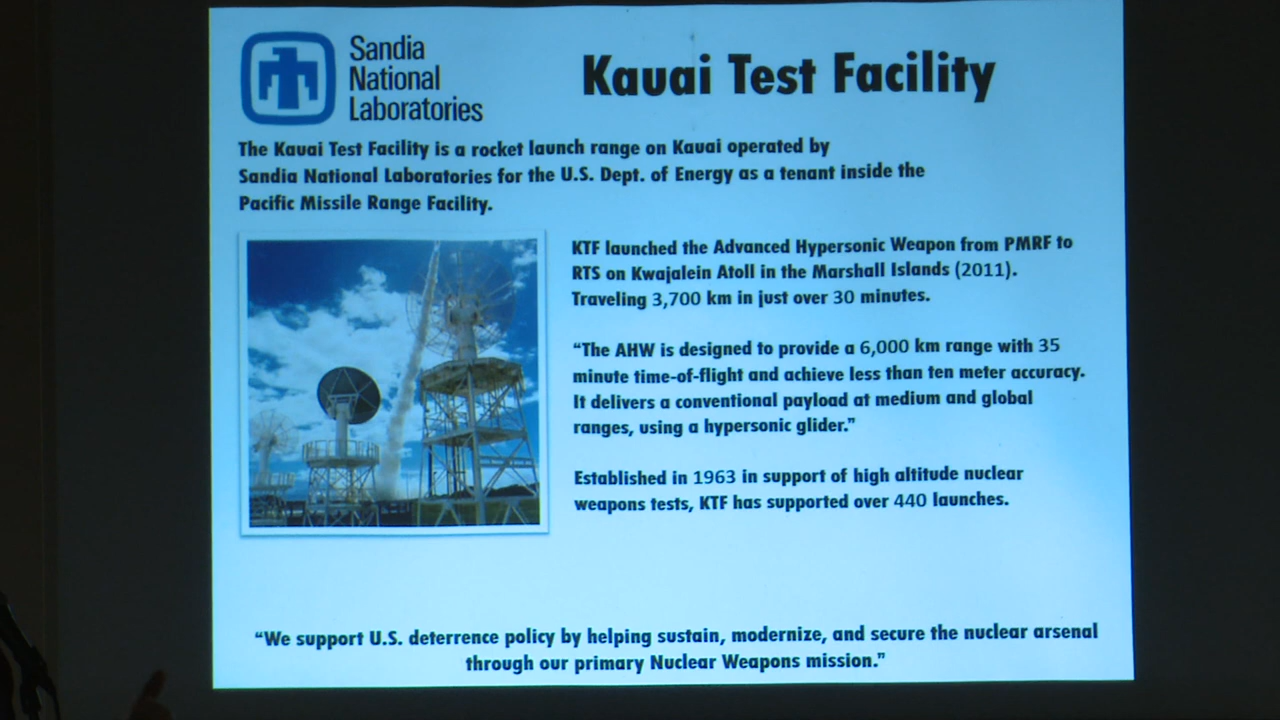 Sandia
National
Laboratories
Kauai Test Facility
The Kauai Test Facility is a rocket launch range on Kauai operated by
Sandia National Laboratories for the U.S. Dept. of Energy as a tenant inside the
Pacific Missile Range Facility.
KTF launched the Advanced Hypersonic Weapon from PMRF to
RTS on Kwajalein Atoll in the Marshall Islands (2011).
Traveling 3,700 km in just over 30 minutes.
“The AHW is designed to provide a 6,000 km range with 35
minute time-of-flight and achieve less than ten meter accuracy.
It delivers a conventional payload at medium and global
ranges, using a hypersonic glider.”
Established in 1963 in support of high altitude nuclear
weapons tests, KTF has supported over 440 launches.
“We support U.S. deterrence policy by helping sustain, modernize, and secure the nuclear arsenal
through our primary Nuclear Weapons mission.”